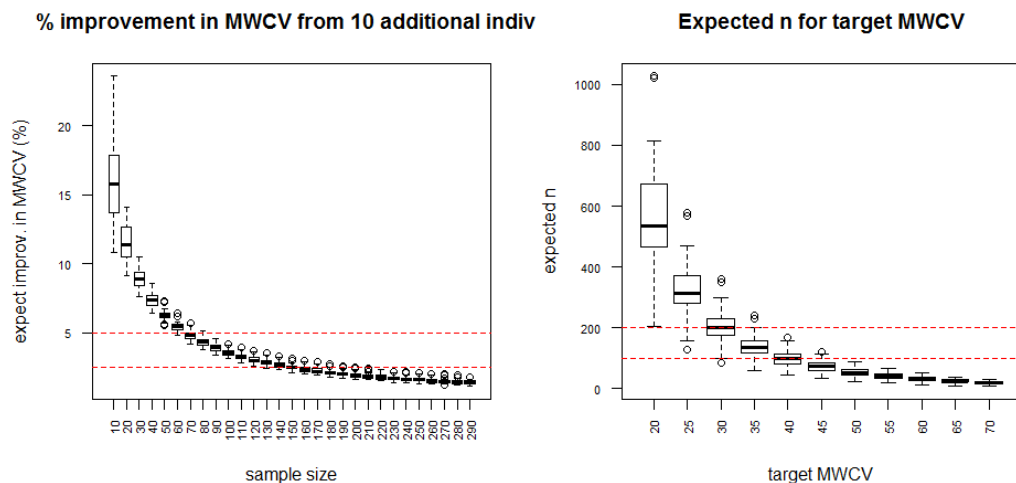 % improvement in MWCV from 10 additional indiv
expect improv. in MWCV (%)
20
15
10
5
10 20 30 40 50 60 70 80 90 100 110 120 130 140 150 160 170 180 190 200 210 220 230 240 250 260 270 280 290
sample size
Expected n for target MWCV
expected n
1000
800
600
400
200
0
20 25 30 35 40 45 50 55 60 65 70
target MWCV